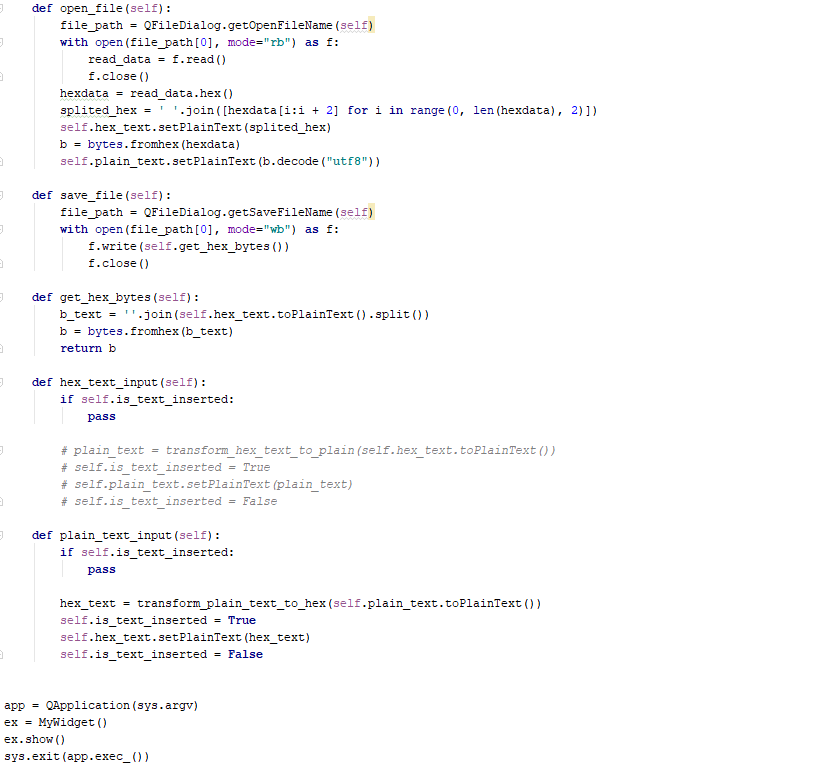 def open_file(self):
file_path = QFileDialog.getOpenFileName(self)
with open(file_path[0], mode="rb") as f:
read_data = f.read()
f.close()
hexdata = read_data.hex()
splited_hex = ' '.join([hexdata[i:i + 2] for i in range(0, len(hexdata), 2)])
self.hex_text.setPlainText(splited_hex)
b = bytes.fromhex(hexdata)
self.plain_text.setPlainText(b.decode("utf8"))
def save_file(self):
file_path = QFileDialog.getSaveFileName(self)
with open(file_path[0], mode="wb") as f:
f.write(self.get_hex_bytes())
f.close()
def get_hex_bytes(self):
b_text = ''.join(self.hex_text.toPlainText().split())
b = bytes.fromhex(b_text)
return b
def hex_text_input(self):
if self.is_text_inserted:
pass
# plain_text = transform_hex_text_to_plain(self.hex_text.toPlainText())
# self.is_text_inserted = True
# self.plain_text.setPlainText(plain_text)
# self.is_text_inserted = False
def plain_text_input(self):
if self.is_text_inserted:
pass
hex_text = transform_plain_text_to_hex(self.plain_text.toPlainText())
self.is_text_inserted = True
self.hex_text.setPlainText(hex_text)
self.is_text_inserted = False
app = QApplication(sys.argv)
ex = MyWidget()
ex.show()
sys.exit(app.exec_())